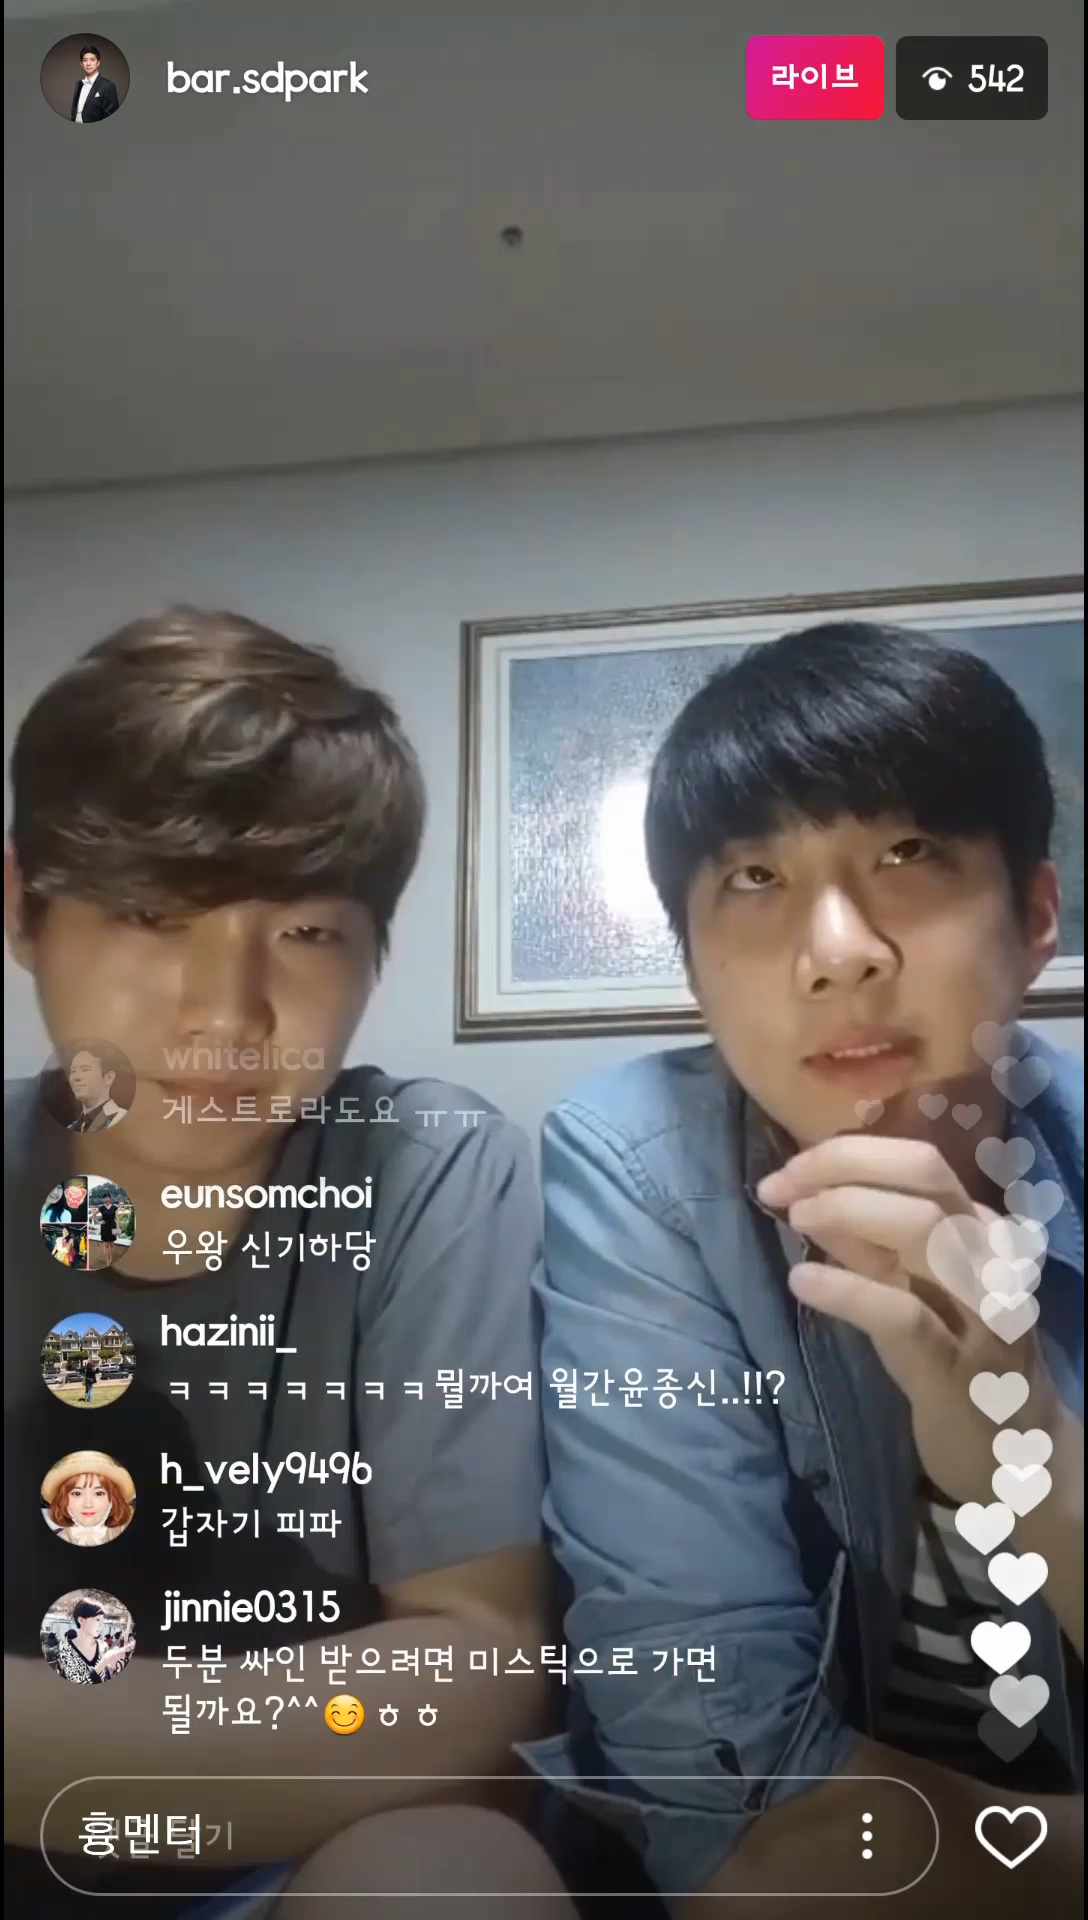 bar.sdpark
라이브
542
whitelica
게스트로라도요 ㅠㅠ
eunsomchoi
우왕 신기하당
hazinii_
ㅋㅋㅋㅋㅋㅋㅋ뭘까여 월간윤종신..!!?
h_vely9496
갑자기 피파
jinnie0315
두분 싸인 받으려면 미스틱으로 가면
될까요?^^😊ㅎㅎ
흉멘터